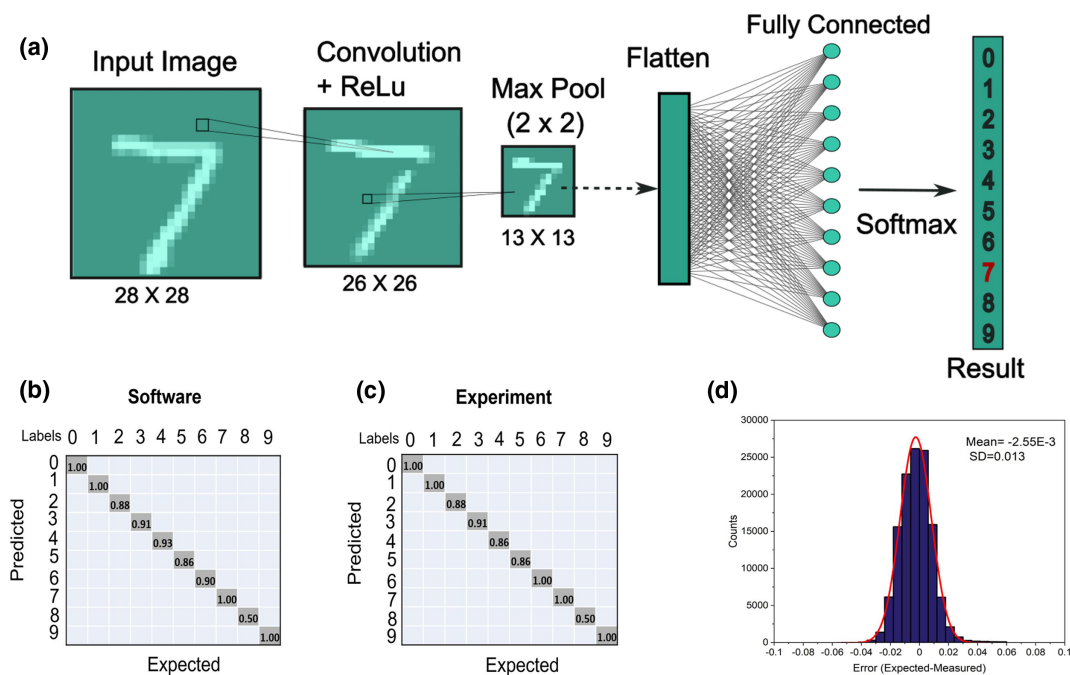 (a)
Input Image
28 X 28
Convolution
+ ReLu
26 X 26
Max Pool
(2 x 2)
13 X 13
Flatten
Fully Connected
Softmax
0
1
2
3
4
5
6
7
8
9
Result
(b)
Software
Labels 0 1 2 3 4 5 6 7 8 9
Predicted
0 1.00
1 1.00
2 0.88
3 0.91
4 0.93
5 0.86
6 0.90
7 1.00
8 0.50
9 1.00
Expected
(c)
Experiment
Labels 0 1 2 3 4 5 6 7 8 9
Predicted
0 1.00
1 1.00
2 0.88
3 0.91
4 0.86
5 0.86
6 1.00
7 1.00
8 0.50
9 1.00
Expected
(d)
Mean= -2.55E-3
SD=0.013
Counts
30000
25000
20000
15000
10000
5000
0
-0.1 -0.08 -0.06 -0.04 -0.02 0 0.02 0.04 0.06 0.08 0.1
Error (Expected-Measured)